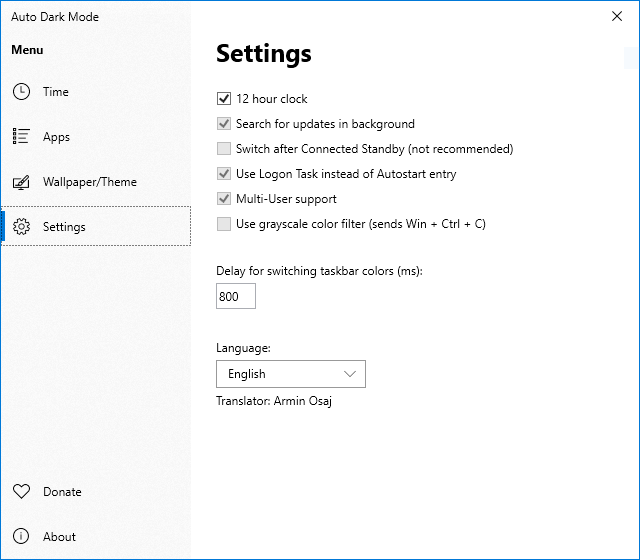 Auto Dark Mode
Menu
Time
Apps
Wallpaper/Theme
Settings
Donate
About
Settings
12 hour clock
Search for updates in background
Switch after Connected Standby (not recommended)
Use Logon Task instead of Autostart entry
Multi-User support
Use grayscale color filter (sends Win + Ctrl + C)
Delay for switching taskbar colors (ms):
800
Language:
English
Translator: Armin Osaj